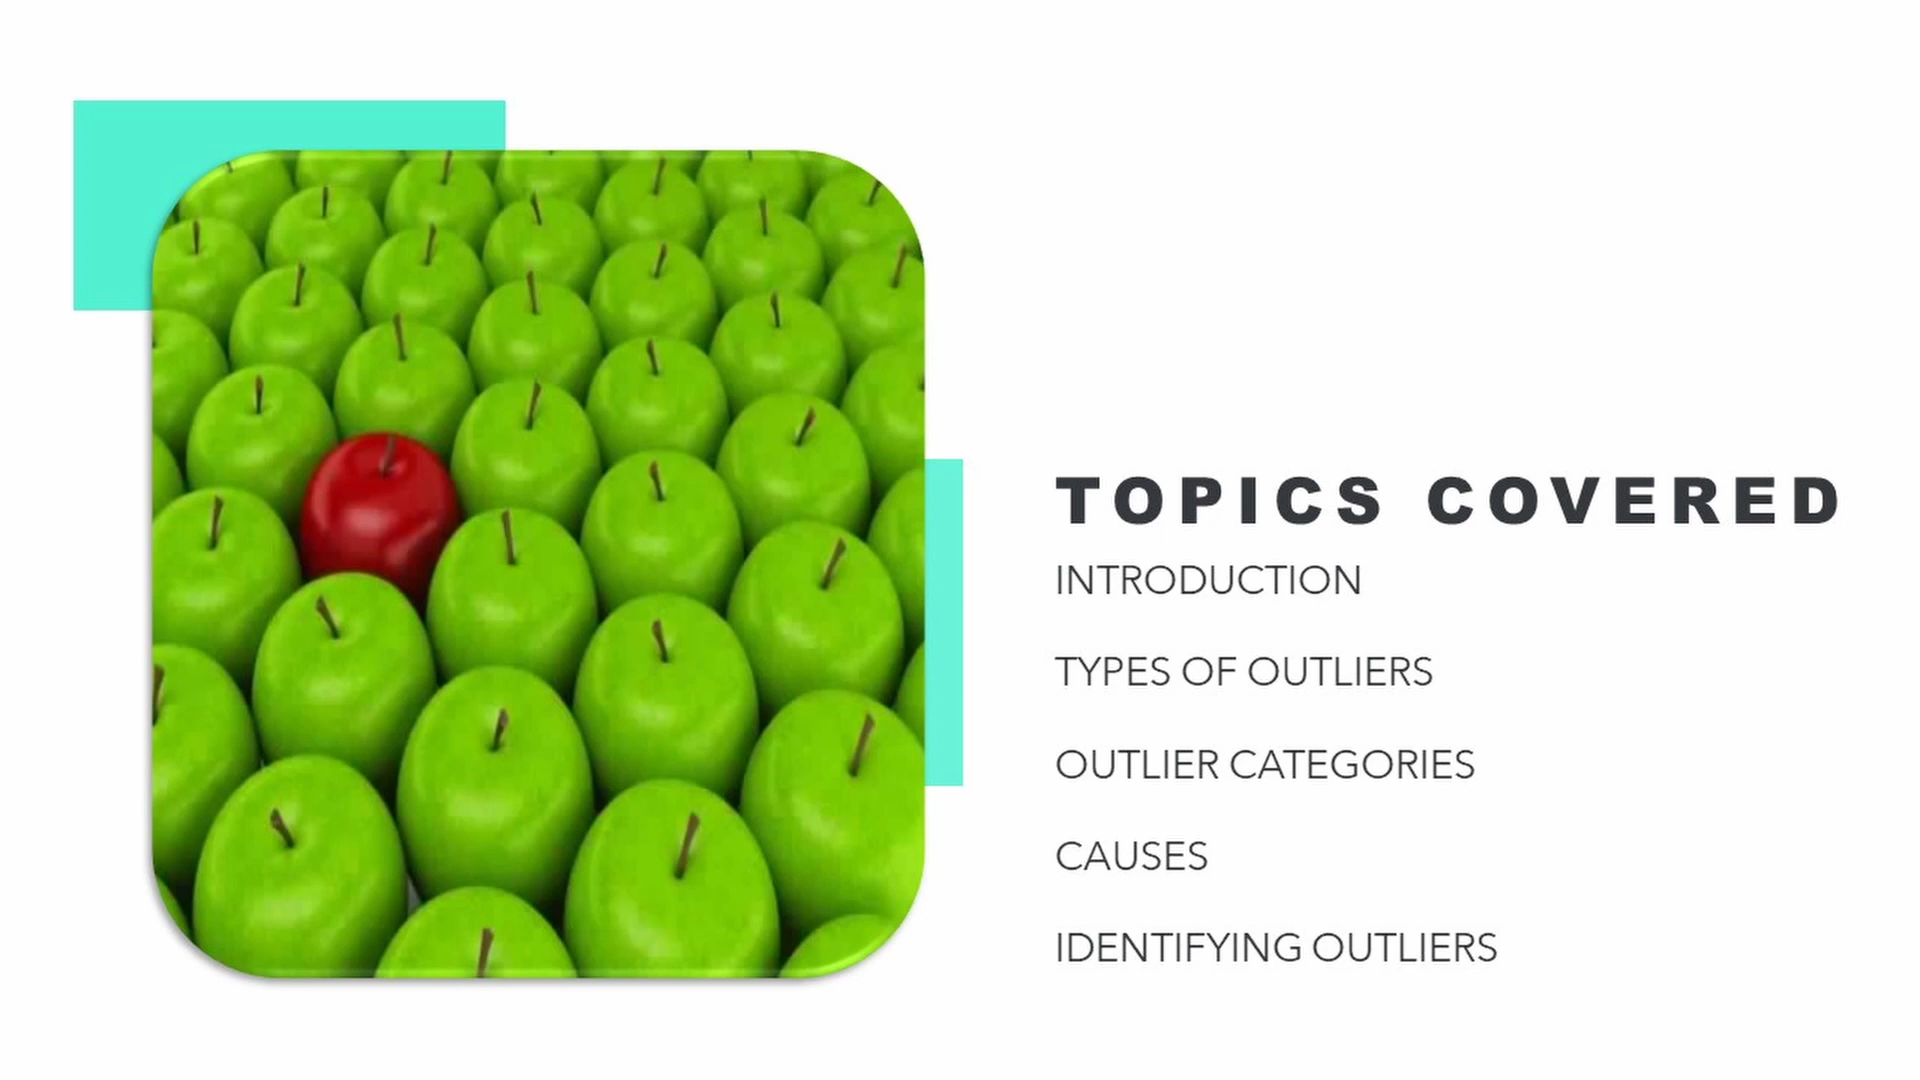 TOPICS COVERED
INTRODUCTION
TYPES OF OUTLIERS
OUTLIER CATEGORIES
CAUSES
IDENTIFYING OUTLIERS